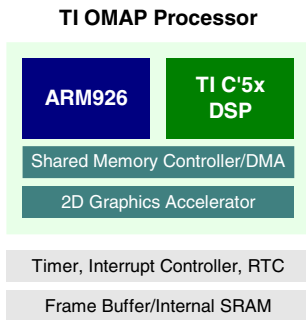 TI OMAP Processor
ARM926
TI C'5x
DSP
Shared Memory Controller/DMA
2D Graphics Accelerator
Timer, Interrupt Controller, RTC
Frame Buffer/Internal SRAM